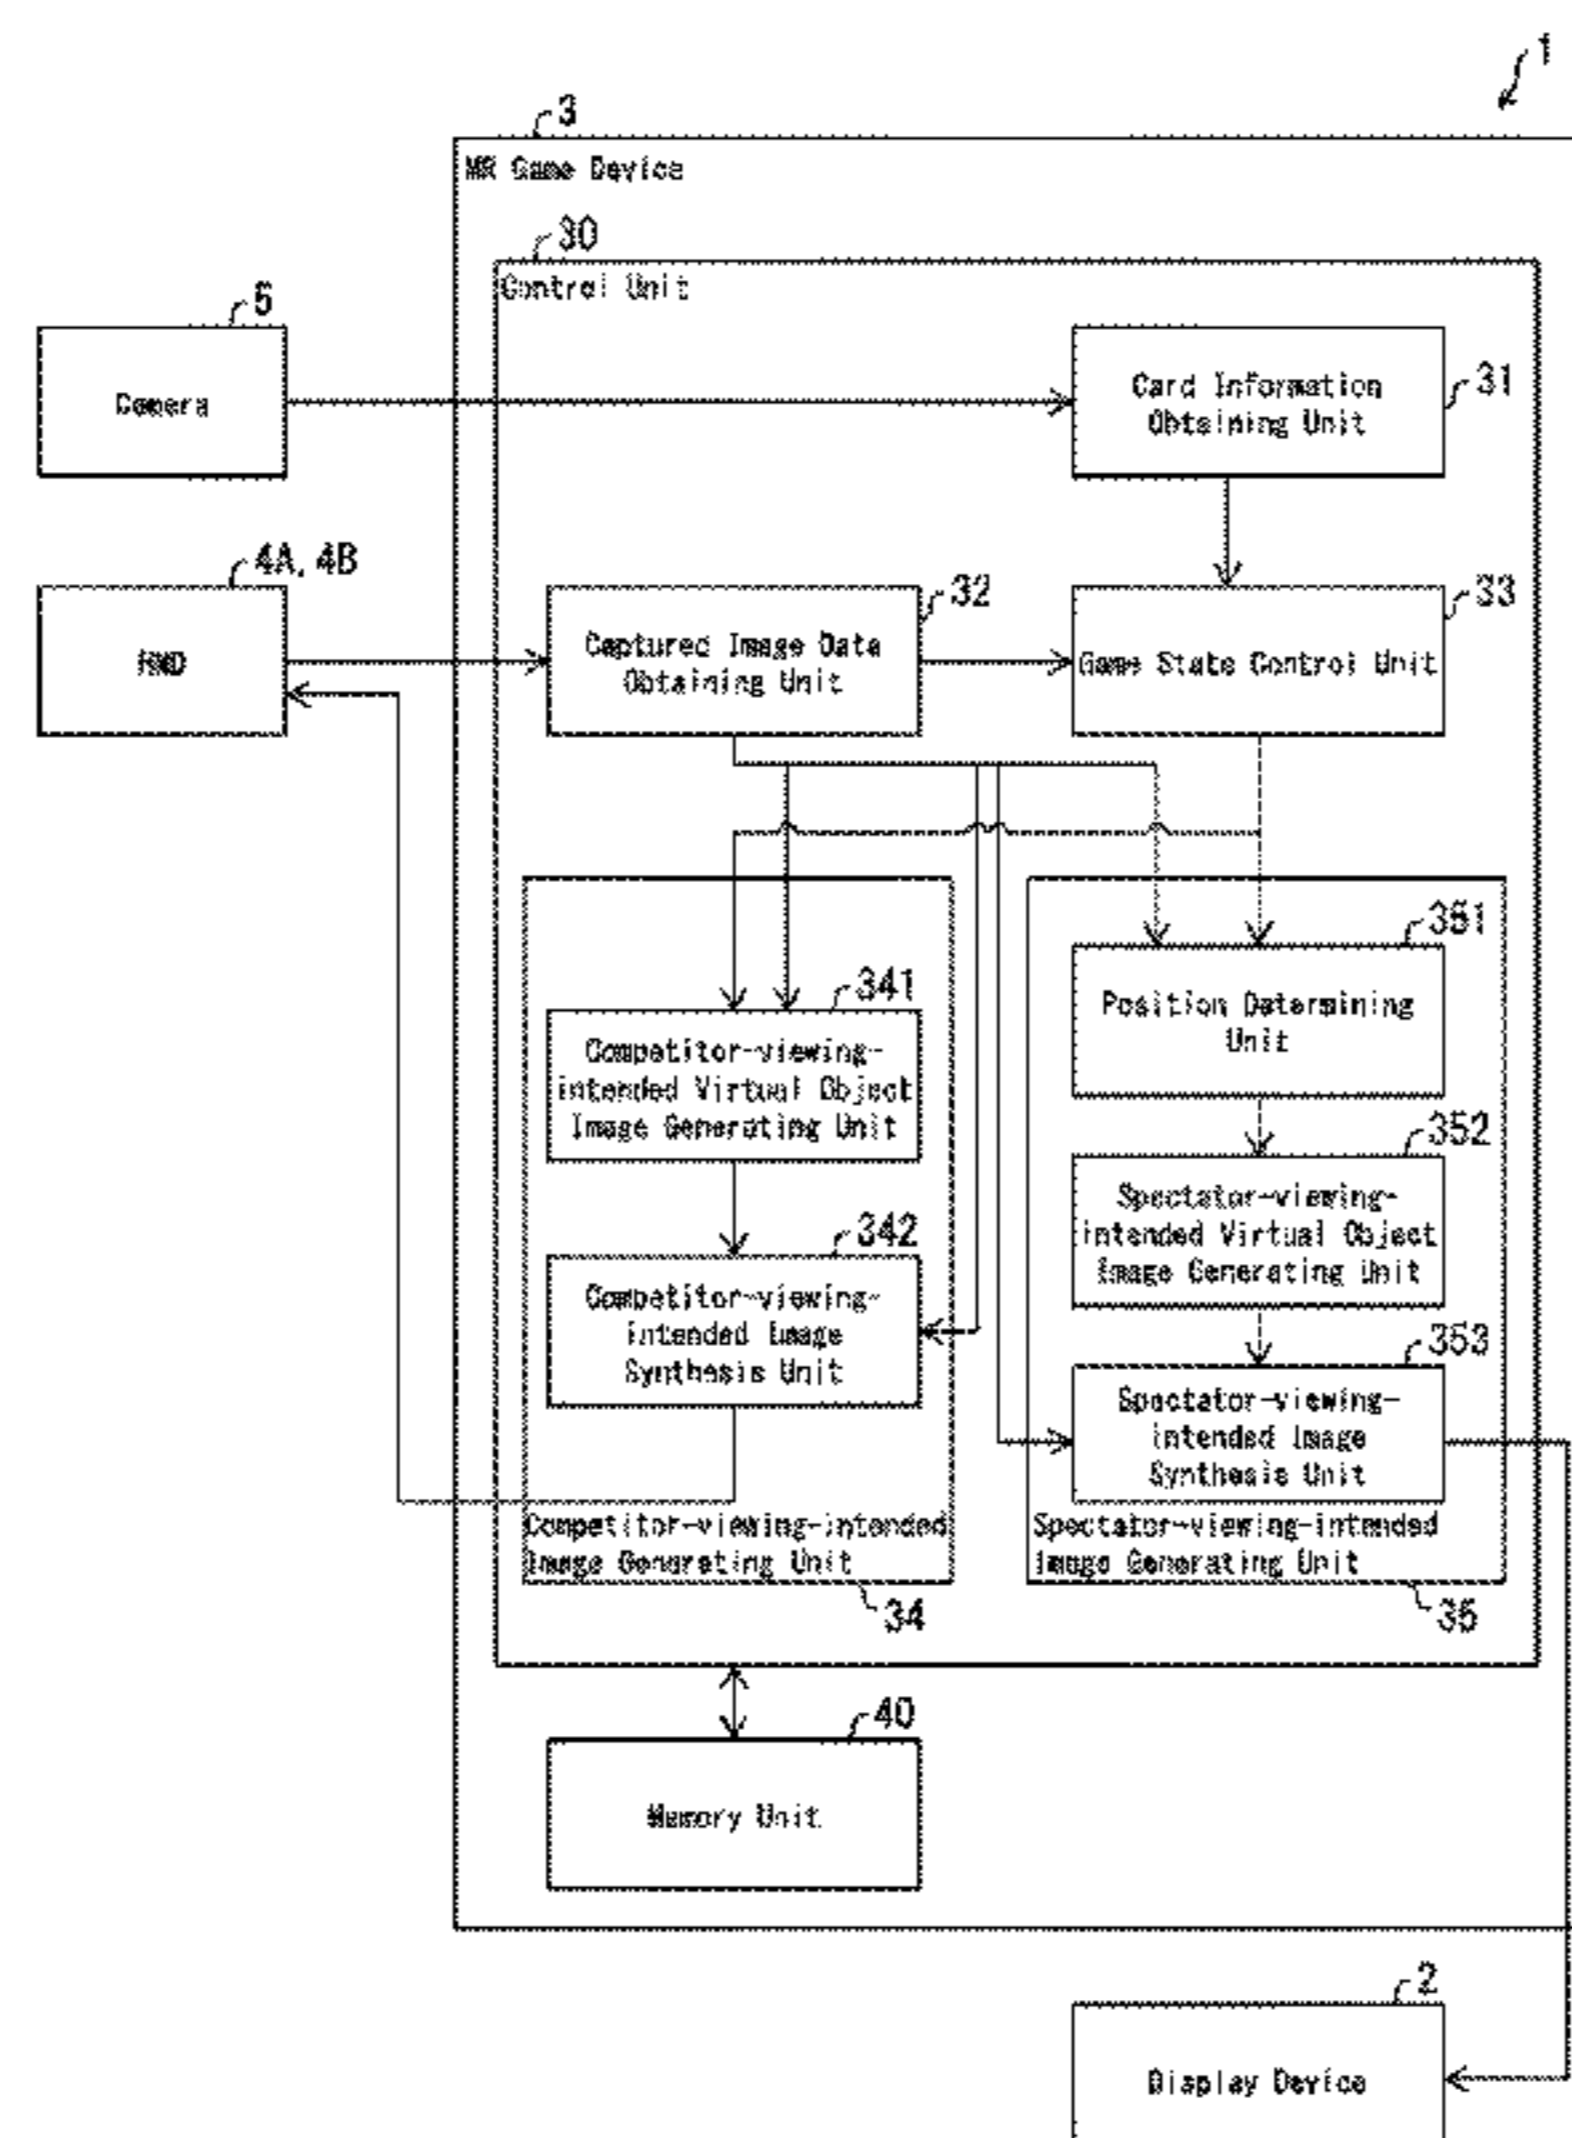 1
3
MR Game Device
30
Control Unit
5
Camera
Card Information
Obtaining Unit
31
4A, 4B
HMD
32
Captured Image Data
Obtaining Unit
33
Game State Control Unit
341
Competitor-viewing-
intended Virtual Object
Image Generating Unit
351
Position Determining
Unit
342
Competitor-viewing-
intended Image
Synthesis Unit
352
Spectator-viewing-
intended Virtual Object
Image Generating Unit
353
Spectator-viewing-
intended Image
Synthesis Unit
Competitor-viewing-intended
Image Generating Unit
34
Spectator-viewing-intended
Image Generating Unit
35
40
Memory Unit
2
Display Device